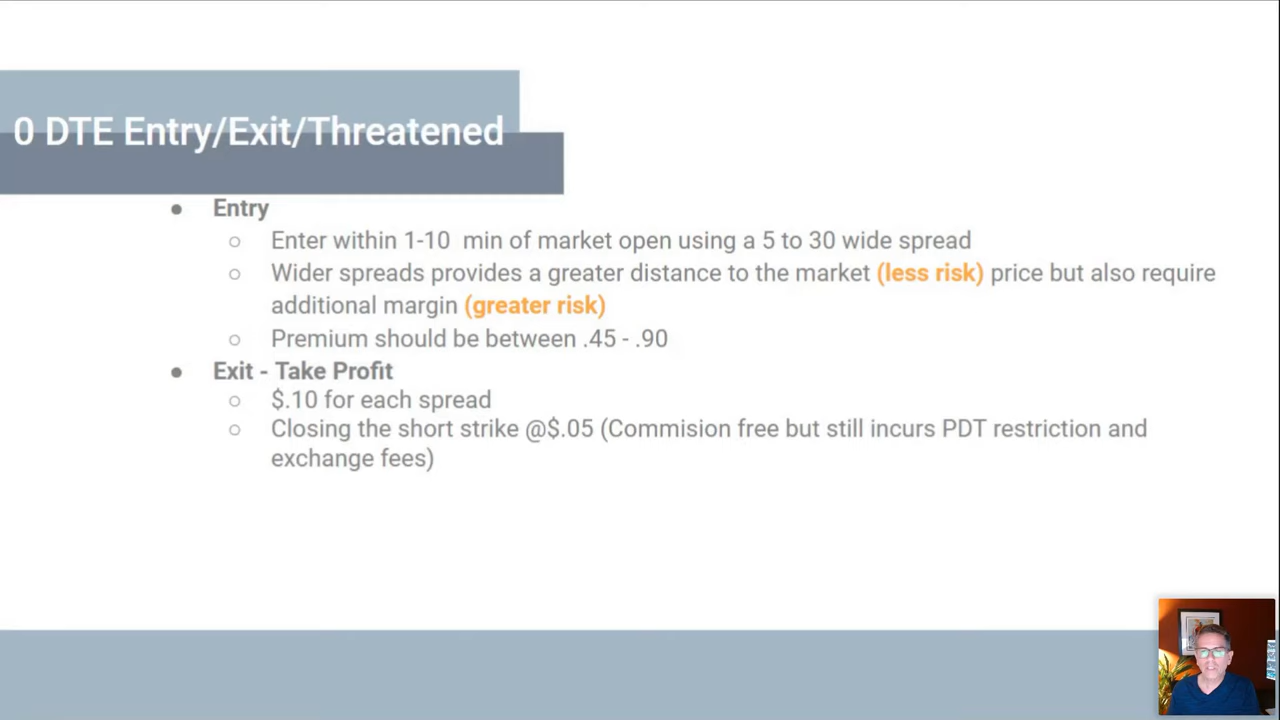 0 DTE Entry/Exit/Threatened
● Entry
○ Enter within 1-10  min of market open using a 5 to 30 wide spread
○ Wider spreads provides a greater distance to the market (less risk) price but also require
additional margin (greater risk)
○ Premium should be between .45 - .90
● Exit - Take Profit
○ $.10 for each spread
○ Closing the short strike @$.05 (Commision free but still incurs PDT restriction and
exchange fees)